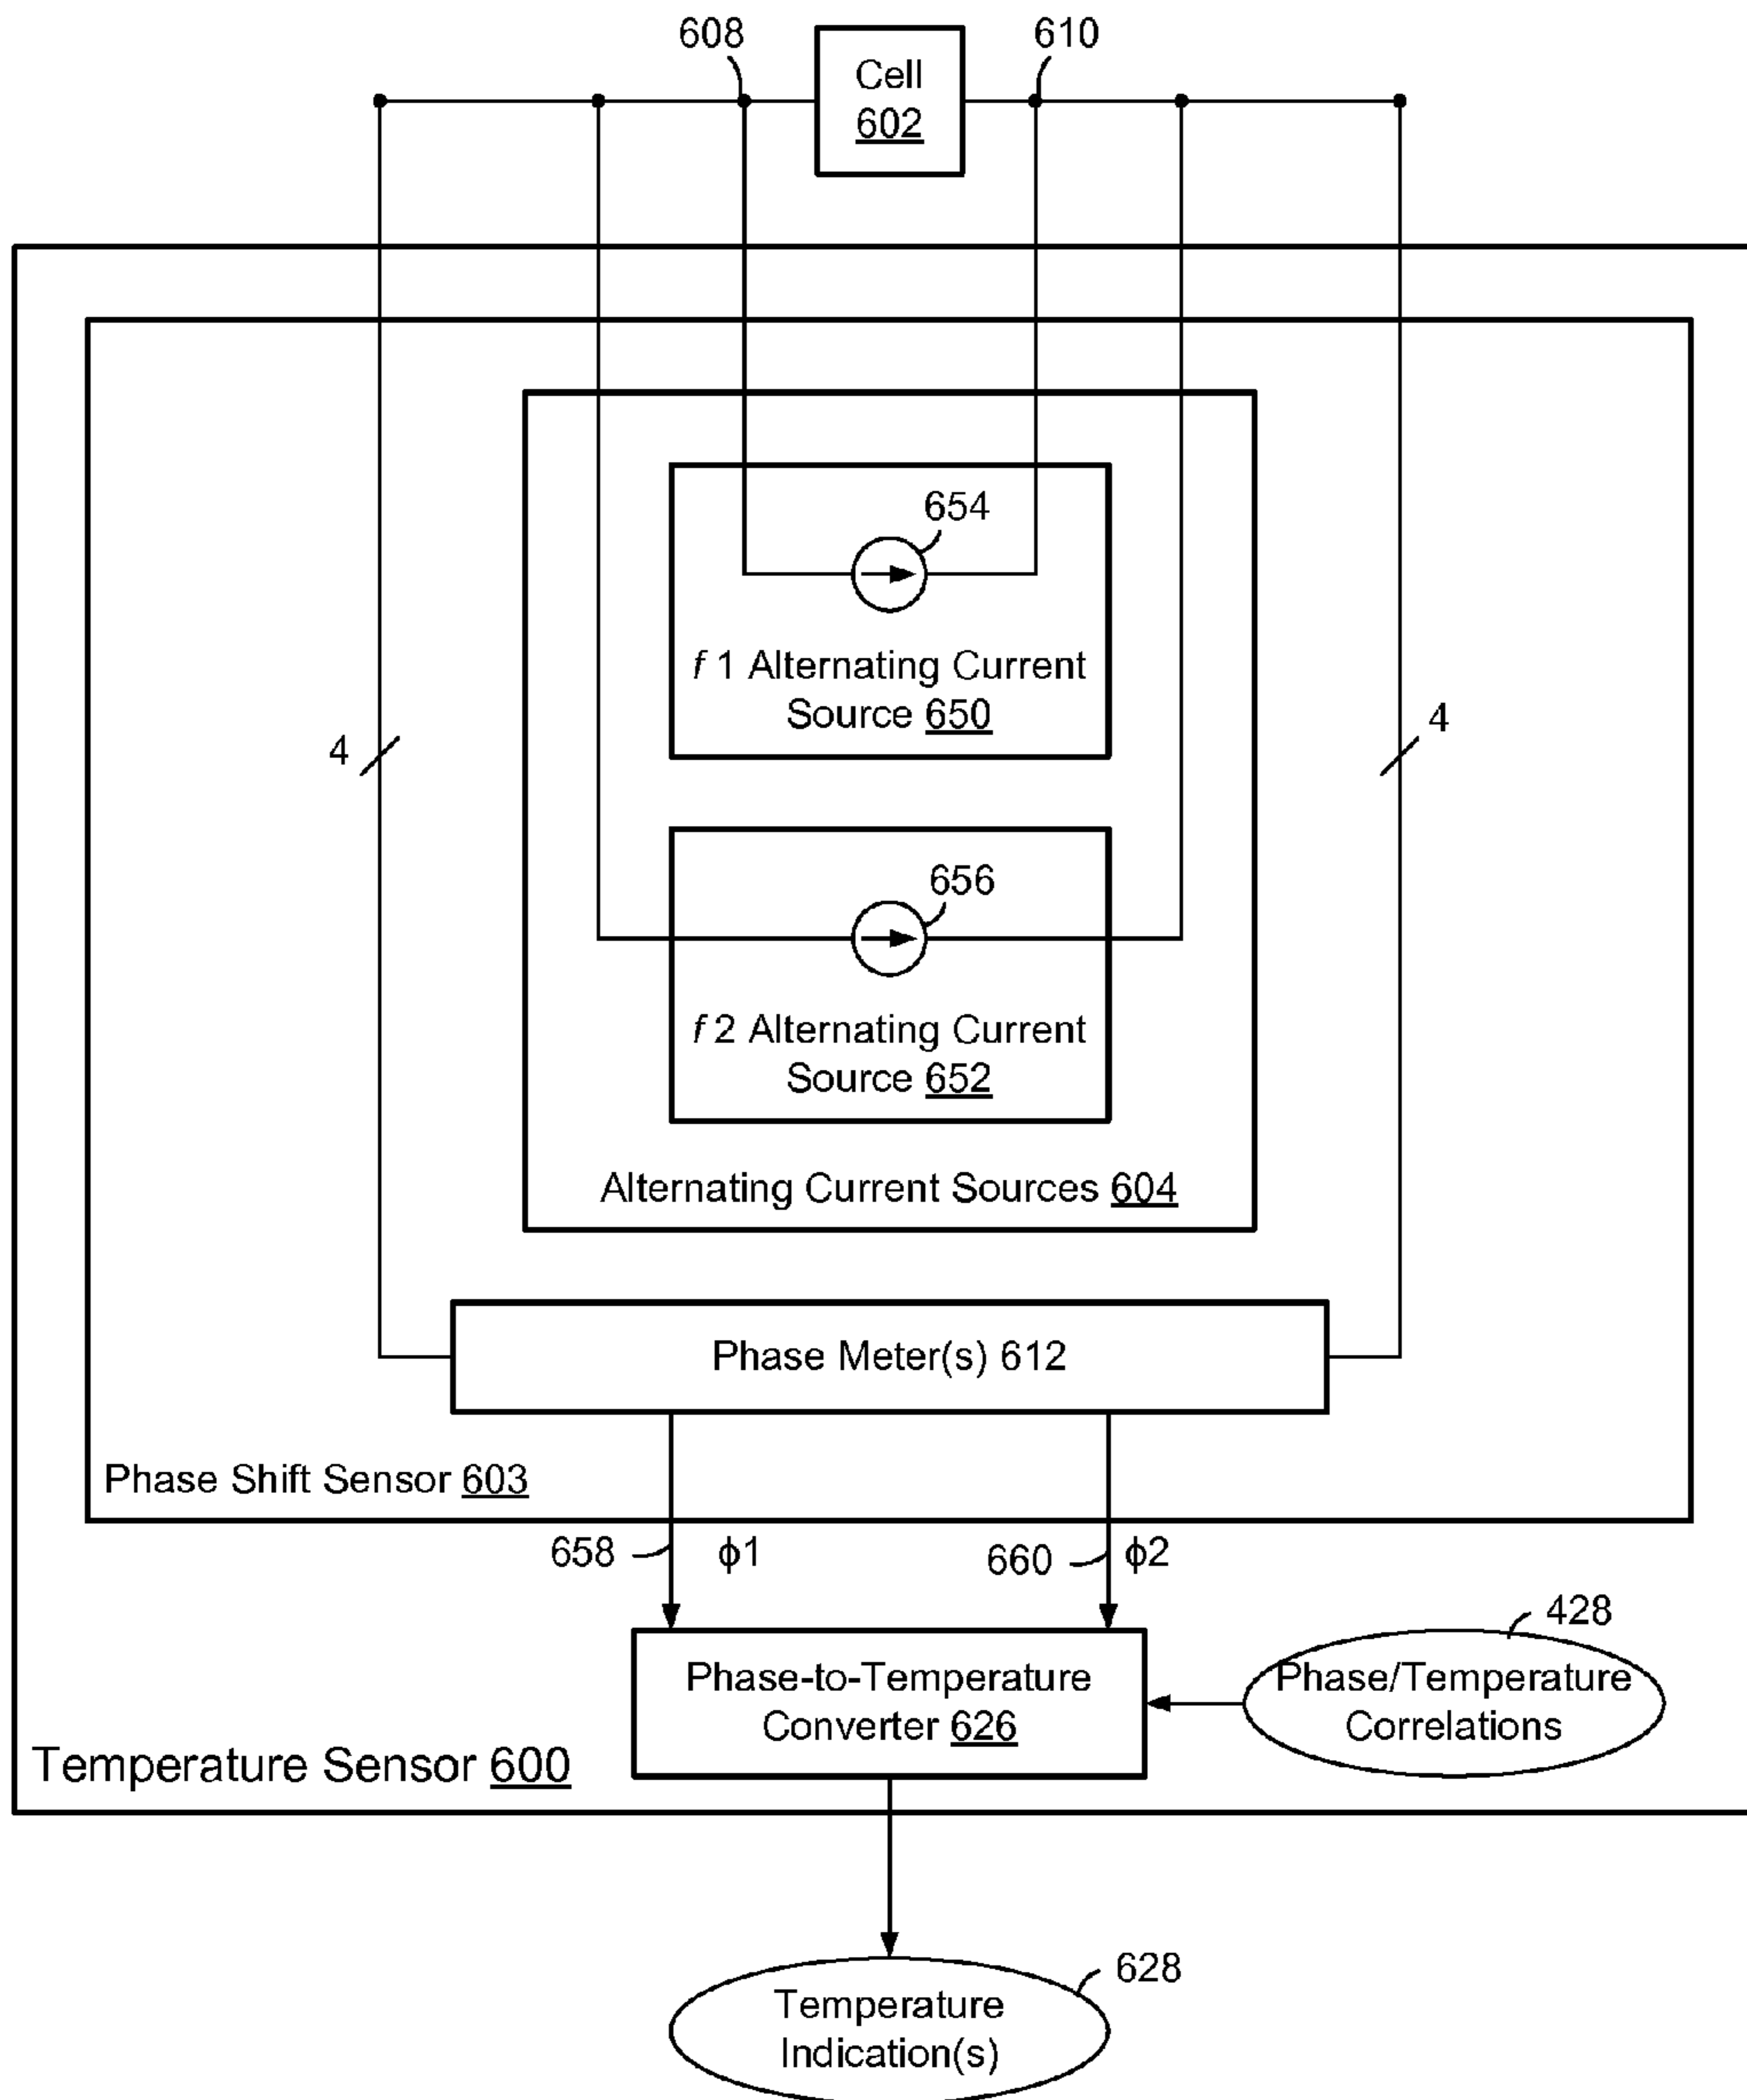 608
610
Cell
602
654
f 1 Alternating Current
Source 650
4
4
656
f 2 Alternating Current
Source 652
Alternating Current Sources 604
Phase Meter(s) 612
Phase Shift Sensor 603
658
ϕ1
660
ϕ2
428
Phase-to-Temperature
Converter 626
Phase/Temperature
Correlations
Temperature Sensor 600
628
Temperature
Indication(s)